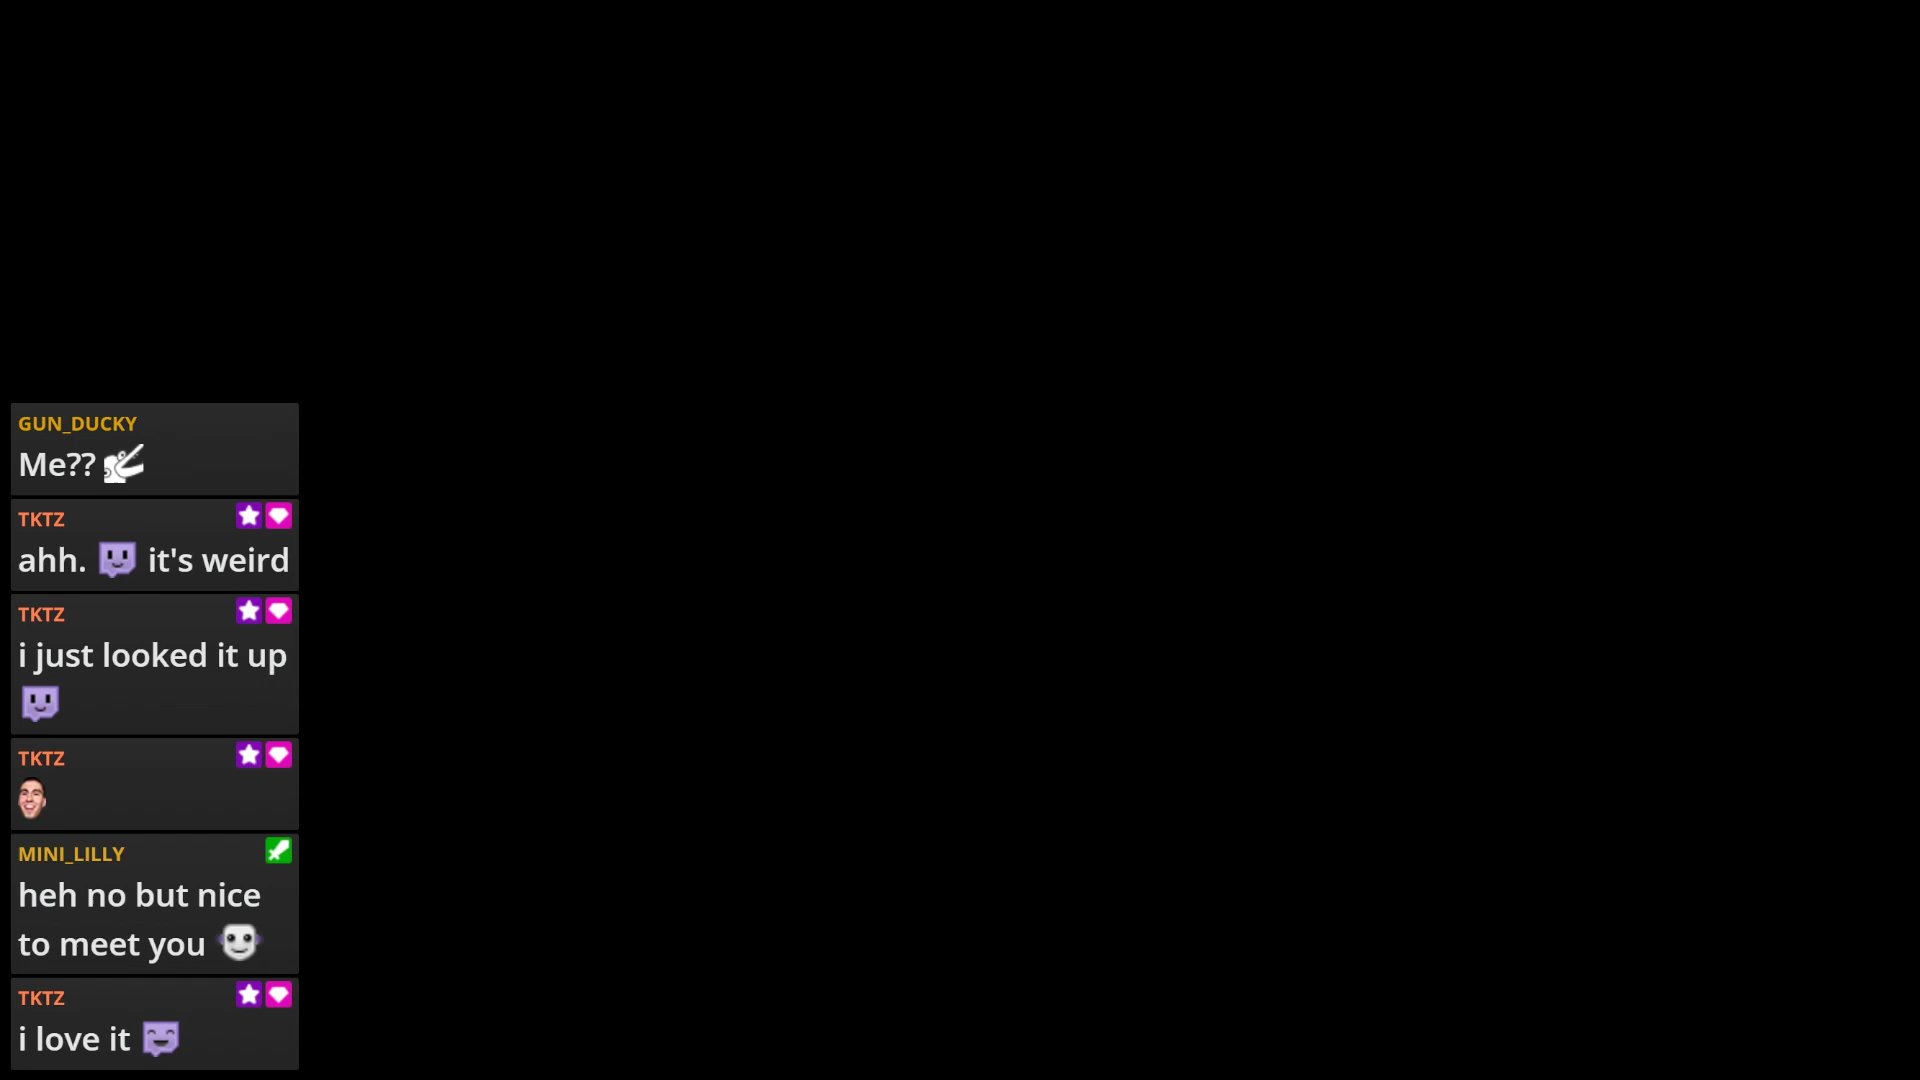 GUN_DUCKY
Me??
TKTZ
ahh. it's weird
TKTZ
i just looked it up
TKTZ
MINI_LILLY
heh no but nice
to meet you
TKTZ
i love it